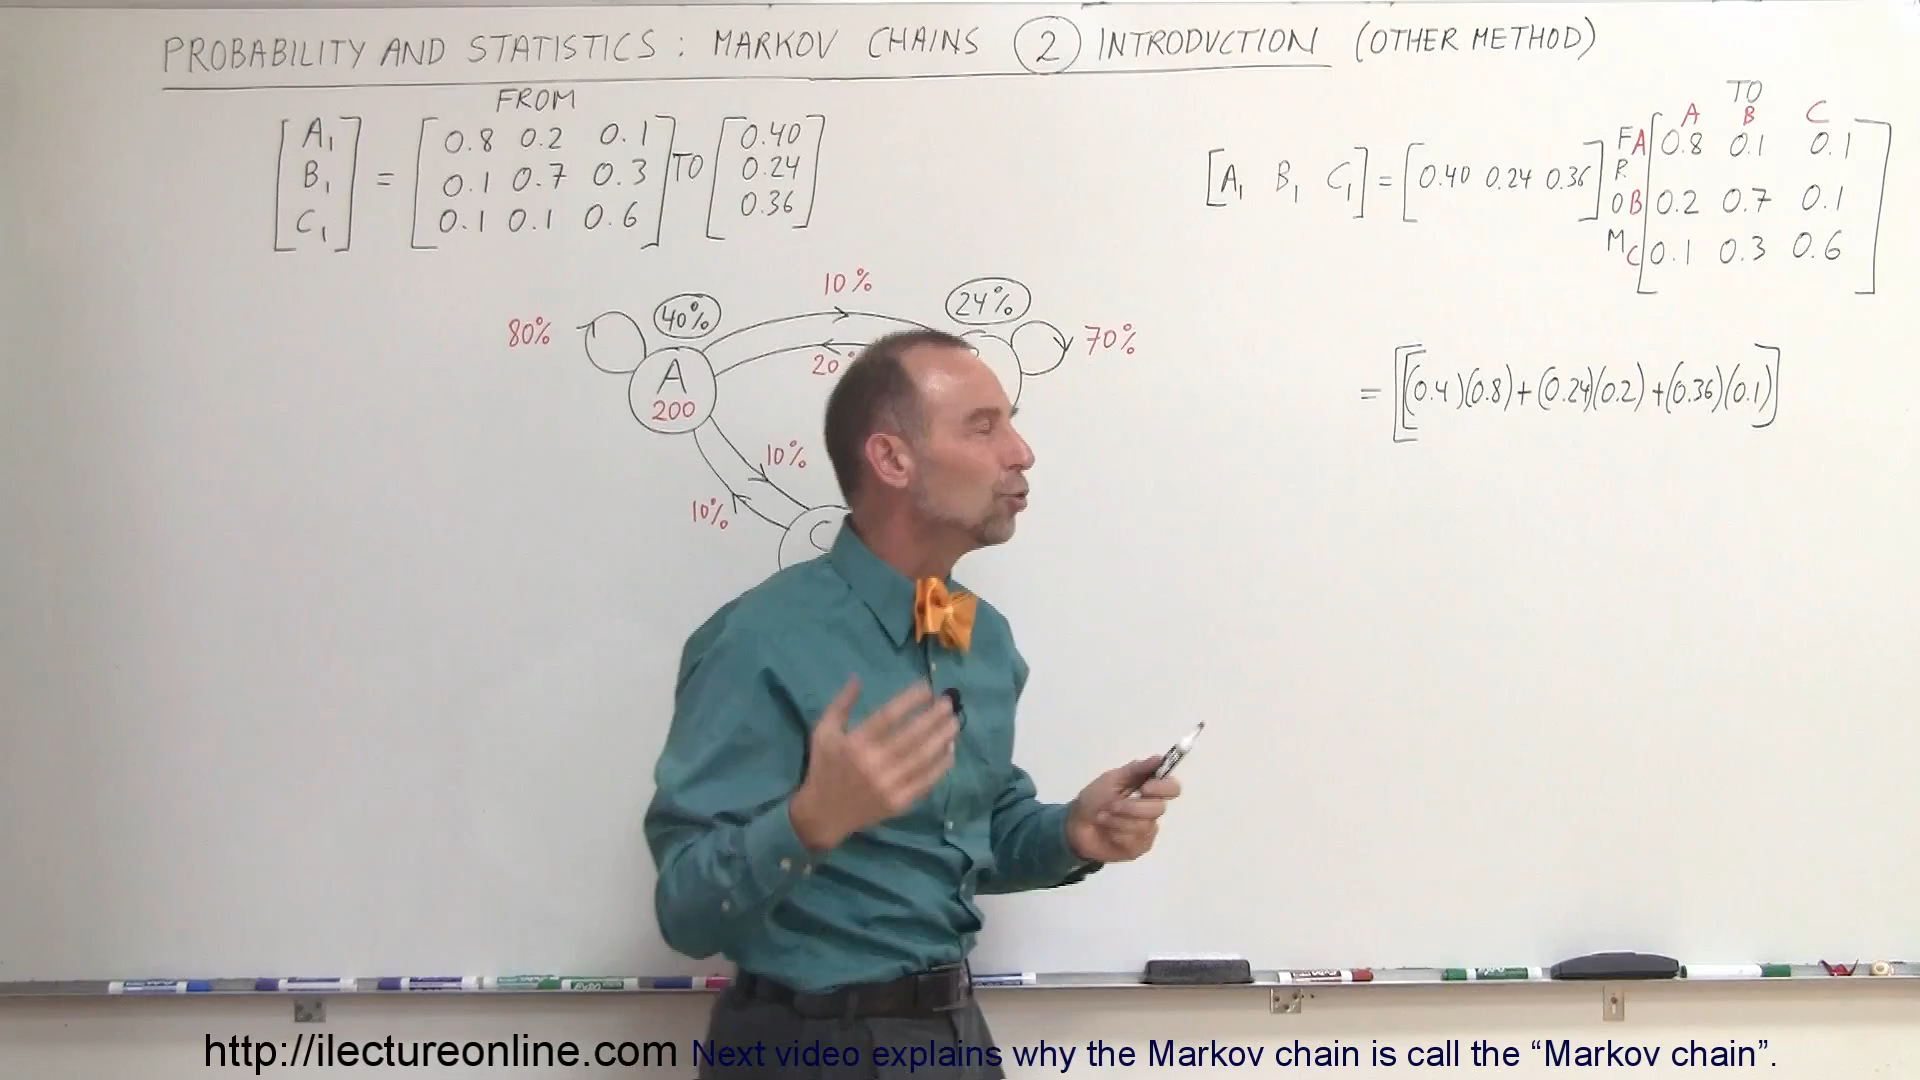 PROBABILITY AND STATISTICS : MARKOV CHAINS 2 INTRODUCTION (OTHER METHOD)
FROM
[A₁] = [0.8 0.2 0.1] TO [0.40]
[B₁] [0.1 0.7 0.3] [0.24]
[C₁] [0.1 0.1 0.6] [0.36]
TO
A B C
[A₁ B₁ C₁] = [0.40 0.24 0.36]
FROM
A [0.8 0.1 0.1]
B [0.2 0.7 0.1]
C [0.1 0.3 0.6]
= [(0.4)(0.8)+(0.24)(0.2)+(0.36)(0.1)]
10%
80% 40% 24% 70%
20
A
200
10%
10%
C
http://ilectureonline.com Next video explains why the Markov chain is call the “Markov chain”.